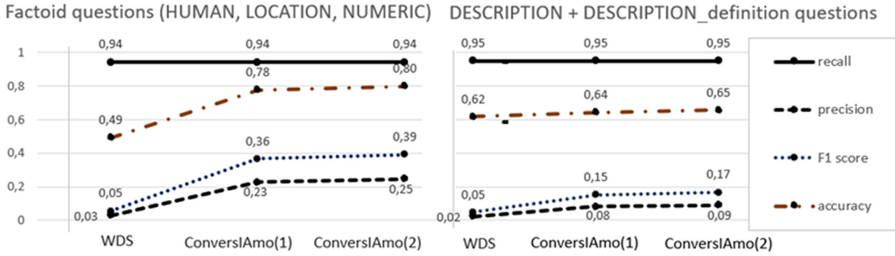 Factoid questions (HUMAN, LOCATION, NUMERIC)
1
0,8
0,6
0,4
0,2
0
0,94
0,94
0,94
0,78
0,80
0,49
0,36
0,39
0,05
0,23
0,25
0,03
WDS
ConversIAmo(1)
ConversIAmo(2)
DESCRIPTION + DESCRIPTION_definition questions
0,95
0,95
0,95
0,62
0,64
0,65
0,05
0,15
0,17
0,02
0,08
0,09
WDS
ConversIAmo(1)
ConversIAmo(2)
recall
precision
F1 score
accuracy